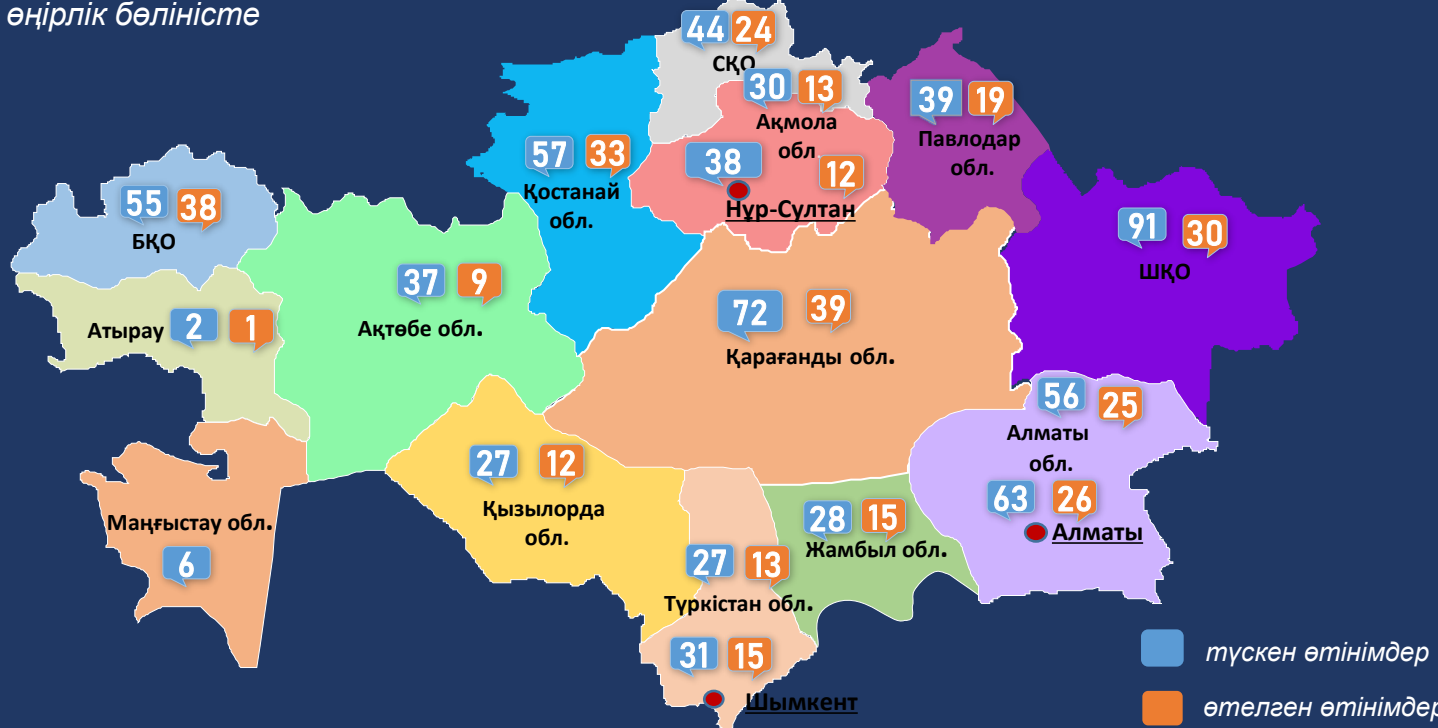 өңірлік бөліністе
44 24
СҚО
30 13
Ақмола
обл.
38 12
Нұр-Султан
39 19
Павлодар
обл.
57 33
Қостанай
обл.
55 38
БҚО
91 30
ШҚО
37 9
Ақтөбе обл.
Атырау 2 1
72 39
Қарағанды обл.
56 25
Алматы
обл.
63 26
Алматы
27 12
Қызылорда
обл.
Маңғыстау обл.
6
28 15
Жамбыл обл.
27 13
Түркістан обл.
31 15
Шымкент
түскен өтінімдер
өтелген өтінімдер